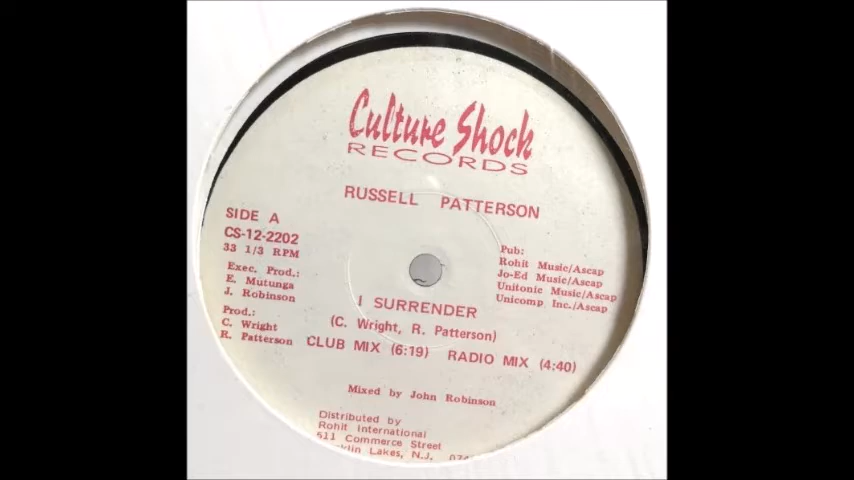 Culture Shock
RECORDS
RUSSELL PATTERSON
SIDE A
CS-12-2202
33 1/3 RPM
Exec. Prod.:
E. Mutunga
J. Robinson
Prod.:
C. Wright
R. Patterson
Pub:
Rohit Music/Ascap
Jo-Ed Music/Ascap
Unitonic Music/Ascap
Unicomp Inc./Ascap
I SURRENDER
(C. Wright, R. Patterson)
CLUB MIX (6:19) RADIO MIX (4:40)
Mixed by John Robinson
Distributed by
Rohit International
611 Commerce Street
Lakes, N.J.